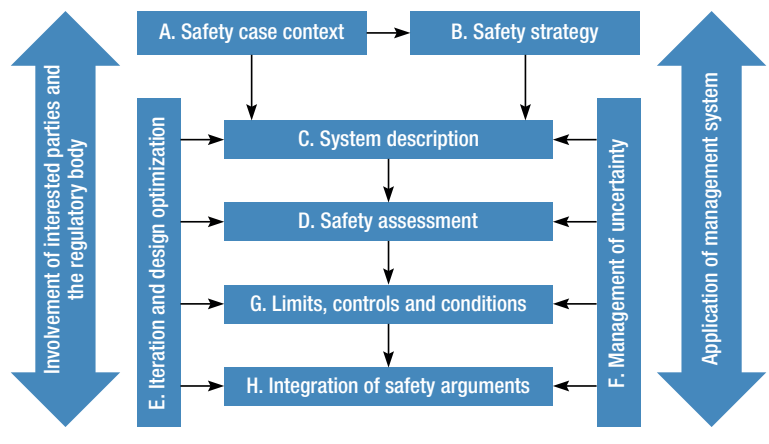 A. Safety case context
B. Safety strategy
Involvement of interested parties and
the regulatory body
E. Iteration and design optimization
C. System description
D. Safety assessment
G. Limits, controls and conditions
H. Integration of safety arguments
F. Management of uncertainty
Application of management system